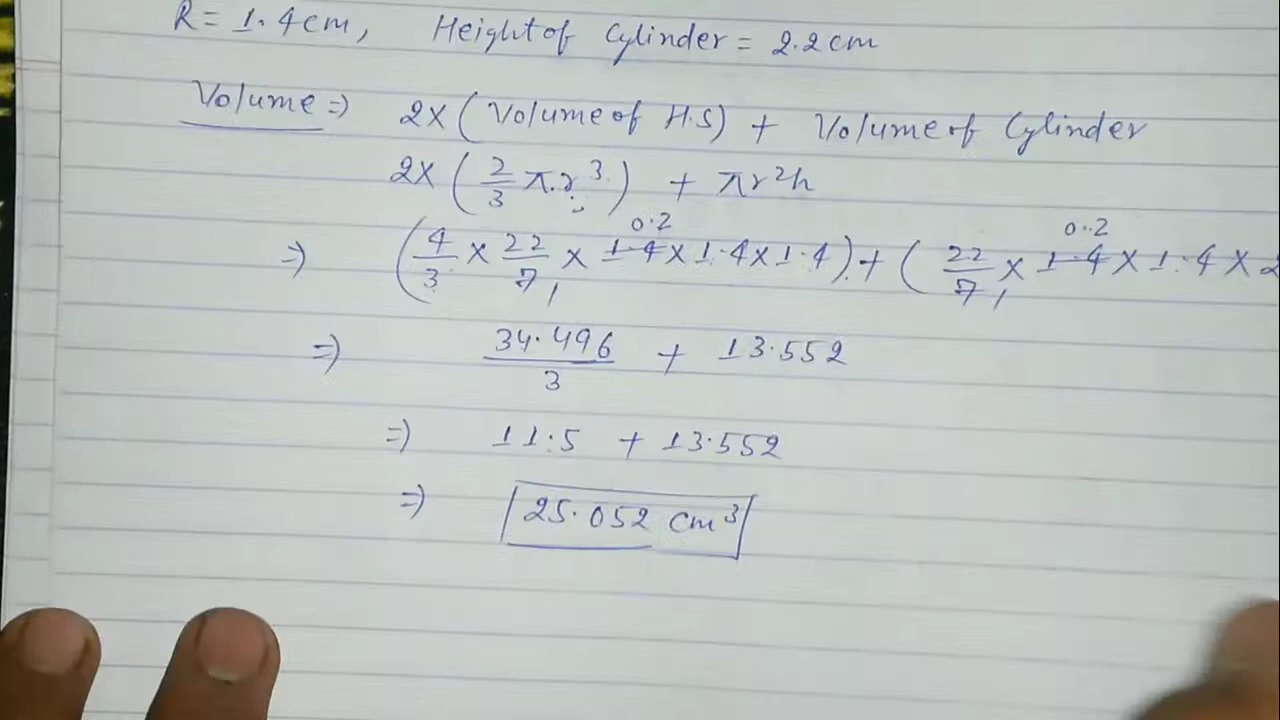 R = 1.4cm, Height of Cylinder = 2.2cm
Volume ⇒ 2× (Volume of H.S) + Volume of Cylinder
2× (2/3 π.r³) + πr²h
0.2 0.2
⇒ (4/3 × 22/7 × 1.4 × 1.4 × 1.4) + (22/7 × 1.4 × 1.4 × 2
1 1
⇒ 34.496/3 + 13.552
⇒ 11.5 + 13.552
⇒ 25.052 cm³